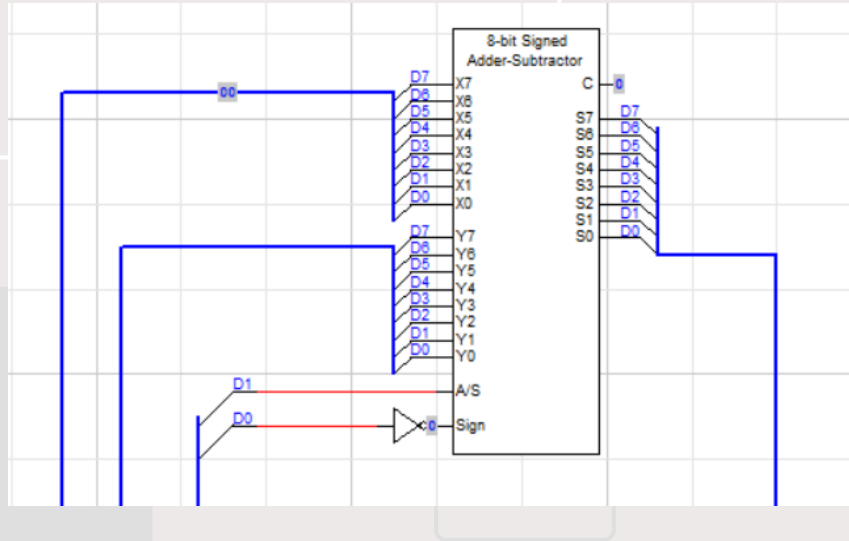 8-bit Signed
Adder-Subtractor
00
D7 X7 C 0
D6 X6
D5 X5 S7 D7
D4 X4 S6 D6
D3 X3 S5 D5
D2 X2 S4 D4
D1 X1 S3 D3
D0 X0 S2 D2
S1 D1
D7 Y7 S0 D0
D6 Y6
D5 Y5
D4 Y4
D3 Y3
D2 Y2
D1 Y1
D0 Y0
D1 A/S
D0 0 Sign